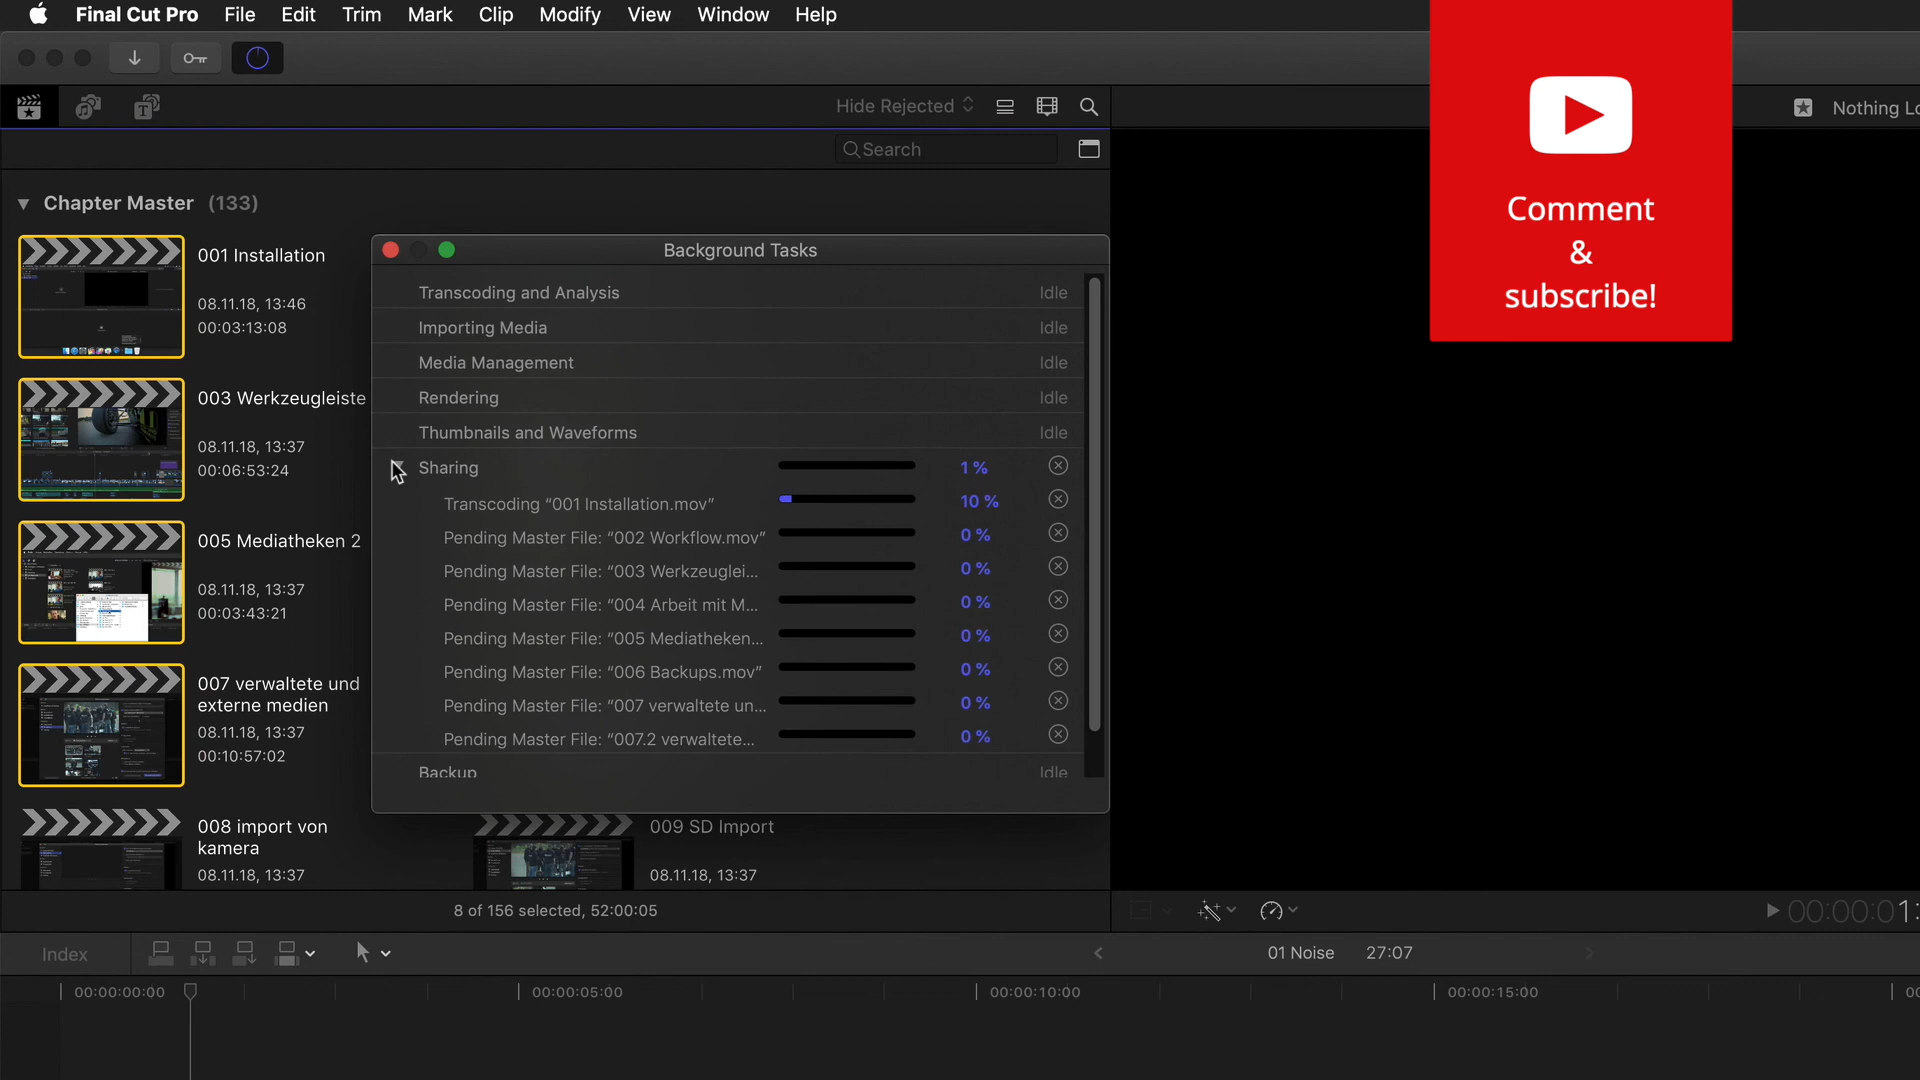 Final Cut Pro File Edit Trim Mark Clip Modify View Window Help
Hide Rejected
Nothing Lo
Search
Comment
&
subscribe!
Chapter Master (133)
001 Installation
08.11.18, 13:46
00:03:13:08
003 Werkzeugleiste
08.11.18, 13:37
00:06:53:24
005 Mediatheken 2
08.11.18, 13:37
00:03:43:21
007 verwaltete und
externe medien
08.11.18, 13:37
00:10:57:02
008 import von
kamera
08.11.18, 13:37
009 SD Import
08.11.18, 13:37
Background Tasks
Transcoding and Analysis Idle
Importing Media Idle
Media Management Idle
Rendering Idle
Thumbnails and Waveforms Idle
Sharing 1 %
Transcoding “001 Installation.mov” 10 %
Pending Master File: “002 Workflow.mov” 0 %
Pending Master File: “003 Werkzeuglei... 0 %
Pending Master File: “004 Arbeit mit M... 0 %
Pending Master File: “005 Mediatheken... 0 %
Pending Master File: “006 Backups.mov” 0 %
Pending Master File: “007 verwaltete un... 0 %
Pending Master File: “007.2 verwaltete... 0 %
Backup Idle
8 of 156 selected, 52:00:05
00:00:01:
Index
01 Noise 27:07
00:00:00:00 00:00:05:00 00:00:10:00 00:00:15:00